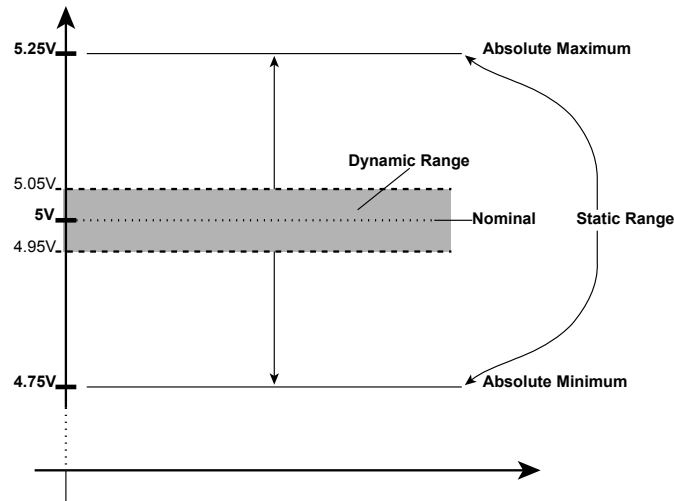 5.25V
Absolute Maximum
Dynamic Range
5.05V
5V
Nominal
Static Range
4.95V
4.75V
Absolute Minimum